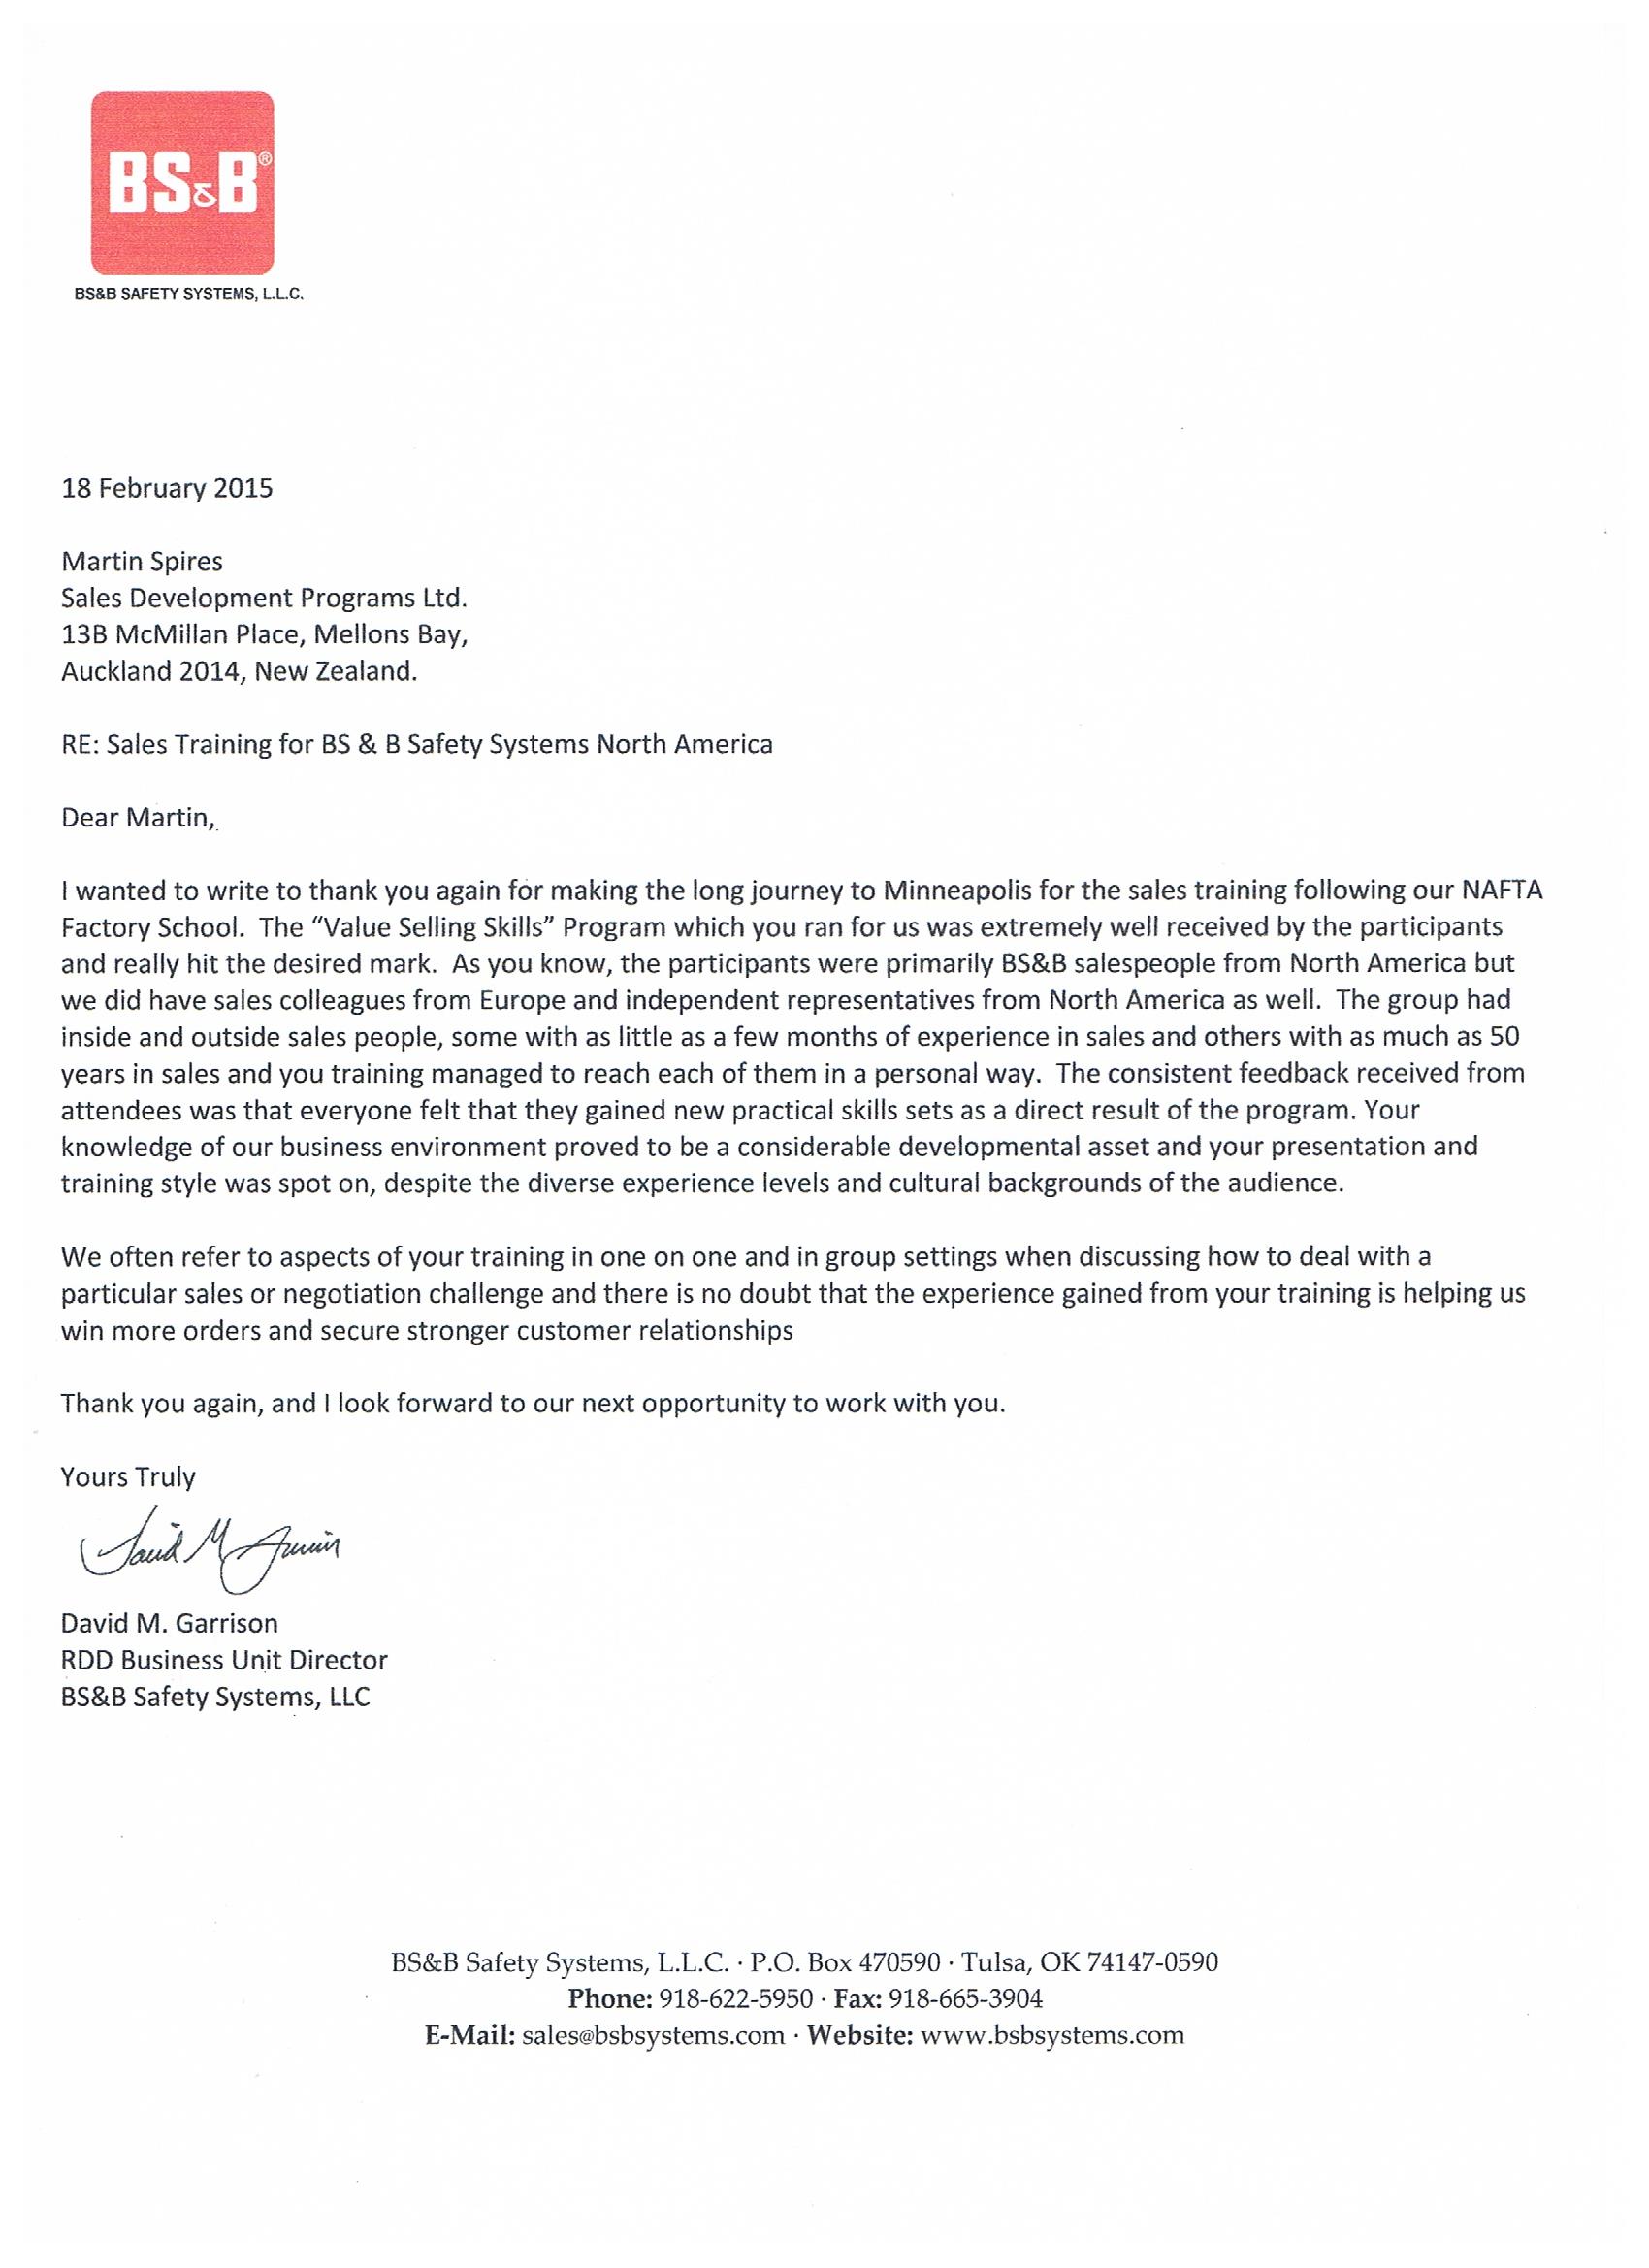 BS&B®
BS&B SAFETY SYSTEMS, L.L.C.
18 February 2015
Martin Spires
Sales Development Programs Ltd.
13B McMillan Place, Mellons Bay,
Auckland 2014, New Zealand.
RE: Sales Training for BS & B Safety Systems North America
Dear Martin,
I wanted to write to thank you again for making the long journey to Minneapolis for the sales training following our NAFTA
Factory School.  The “Value Selling Skills” Program which you ran for us was extremely well received by the participants
and really hit the desired mark.  As you know, the participants were primarily BS&B salespeople from North America but
we did have sales colleagues from Europe and independent representatives from North America as well.  The group had
inside and outside sales people, some with as little as a few months of experience in sales and others with as much as 50
years in sales and you training managed to reach each of them in a personal way.  The consistent feedback received from
attendees was that everyone felt that they gained new practical skills sets as a direct result of the program. Your
knowledge of our business environment proved to be a considerable developmental asset and your presentation and
training style was spot on, despite the diverse experience levels and cultural backgrounds of the audience.
We often refer to aspects of your training in one on one and in group settings when discussing how to deal with a
particular sales or negotiation challenge and there is no doubt that the experience gained from your training is helping us
win more orders and secure stronger customer relationships
Thank you again, and I look forward to our next opportunity to work with you.
Yours Truly
David M
David M. Garrison
RDD Business Unit Director
BS&B Safety Systems, LLC
BS&B Safety Systems, L.L.C. · P.O. Box 470590 · Tulsa, OK 74147-0590
Phone: 918-622-5950 · Fax: 918-665-3904
E-Mail: sales@bsbsystems.com · Website: www.bsbsystems.com